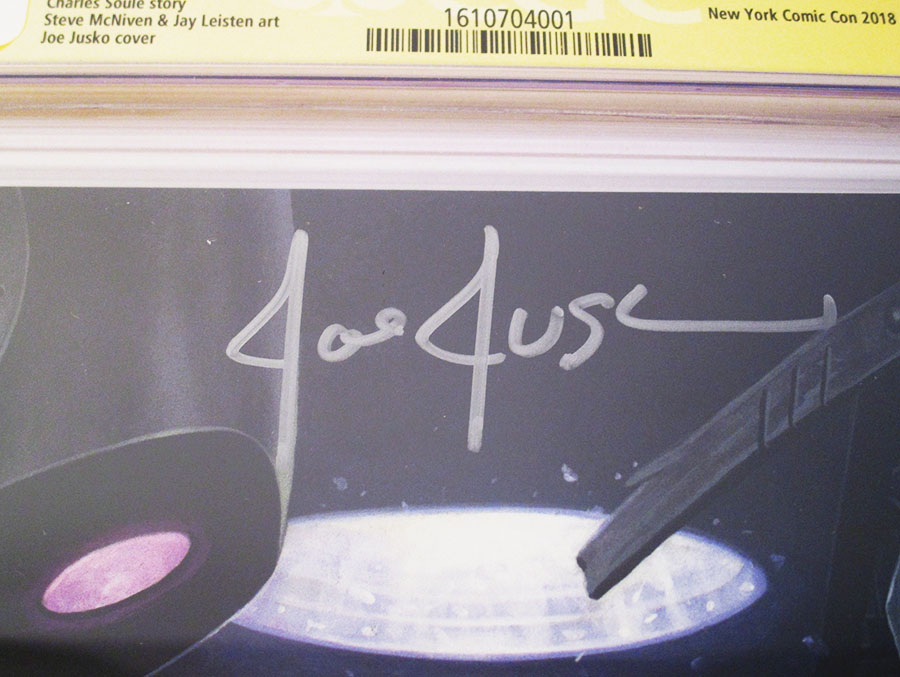 Charles Soule story
Steve McNiven & Jay Leisten art
Joe Jusko cover
1610704001
New York Comic Con 2018
Joe Jusko